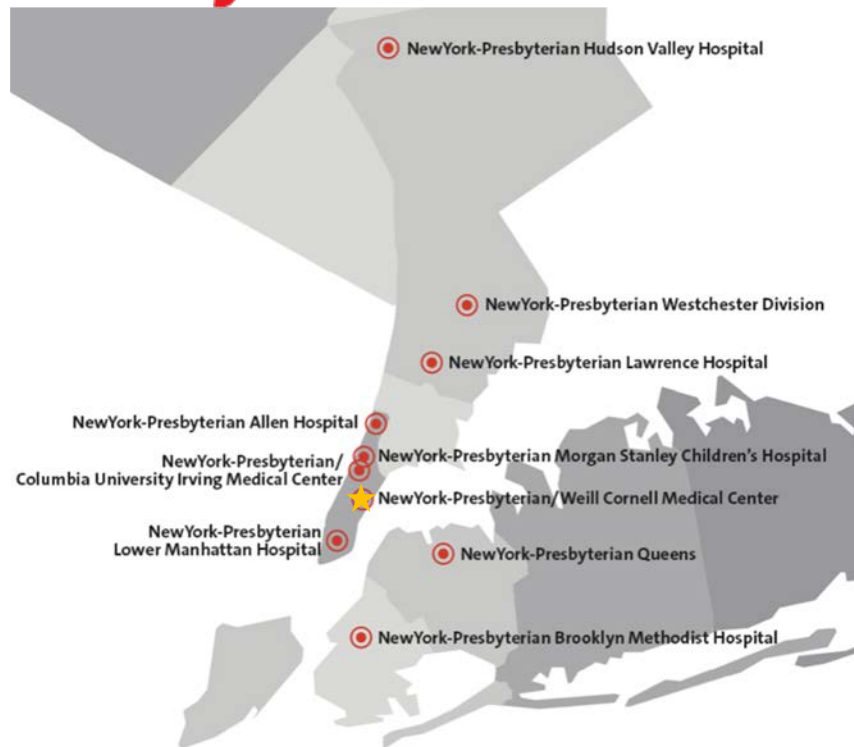 NewYork-Presbyterian Hudson Valley Hospital
NewYork-Presbyterian Westchester Division
NewYork-Presbyterian Lawrence Hospital
NewYork-Presbyterian Allen Hospital
NewYork-Presbyterian Morgan Stanley Children's Hospital
NewYork-Presbyterian/
Columbia University Irving Medical Center
NewYork-Presbyterian/Weill Cornell Medical Center
NewYork-Presbyterian
Lower Manhattan Hospital
NewYork-Presbyterian Queens
NewYork-Presbyterian Brooklyn Methodist Hospital